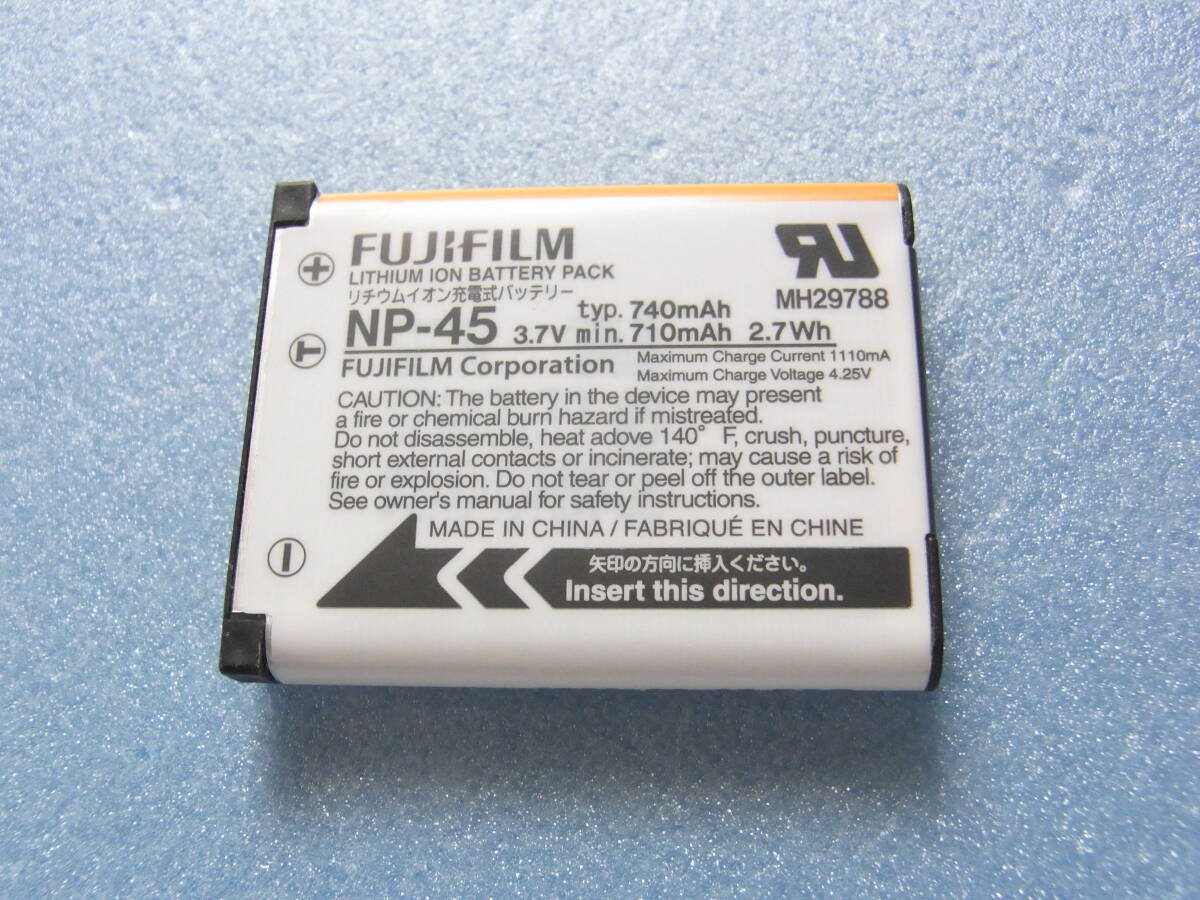 FUJIFILM
LITHIUM ION BATTERY PACK
リチウムイオン充電式バッテリー
NP-45 3.7V typ. 740mAh min. 710mAh 2.7Wh
MH29788
FUJIFILM Corporation
Maximum Charge Current 1110mA
Maximum Charge Voltage 4.25V
CAUTION: The battery in the device may present
a fire or chemical burn hazard if mistreated.
Do not disassemble, heat adove 140° F, crush, puncture,
short external contacts or incinerate; may cause a risk of
fire or explosion. Do not tear or peel off the outer label.
See owner's manual for safety instructions.
MADE IN CHINA / FABRIQUÉ EN CHINE
矢印の方向に挿入ください。
Insert this direction.
+
T
−